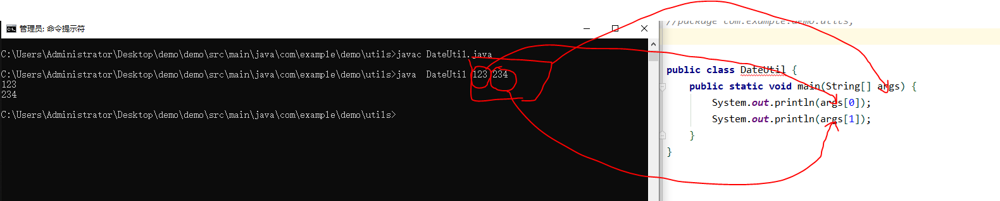 管理员: 命令提示符
C:\Users\Administrator\Desktop\demo\demo\src\main\java\com\example\demo\utils>javac DateUtil.java
C:\Users\Administrator\Desktop\demo\demo\src\main\java\com\example\demo\utils>java  DateUtil 123 234
123
234
C:\Users\Administrator\Desktop\demo\demo\src\main\java\com\example\demo\utils>
//package com.example.demo.utils;
public class DateUtil {
public static void main(String[] args) {
System.out.println(args[0]);
System.out.println(args[1]);
}
}